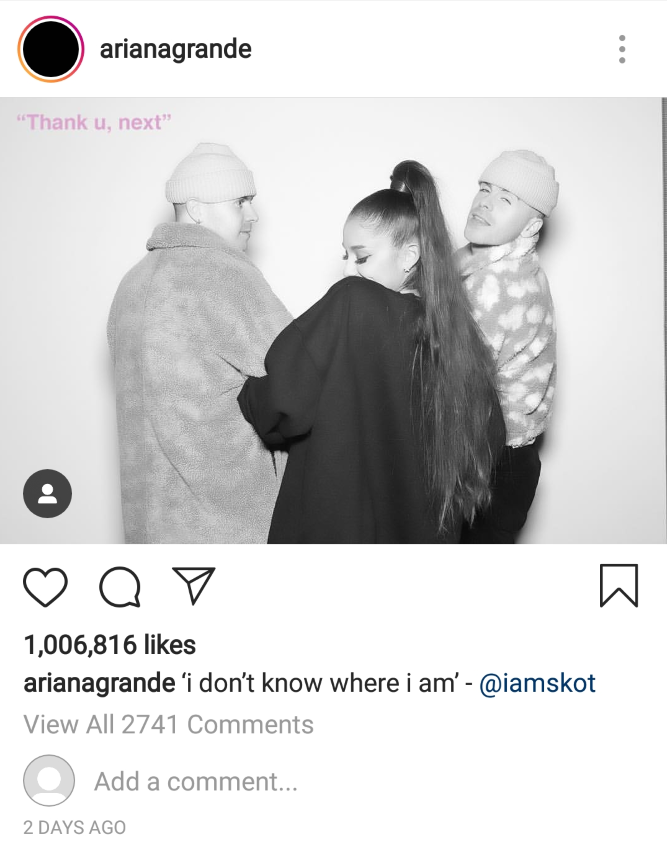 arianagrande
“Thank u, next”
1,006,816 likes
arianagrande ‘i don’t know where i am’ - @iamskot
View All 2741 Comments
Add a comment...
2 DAYS AGO